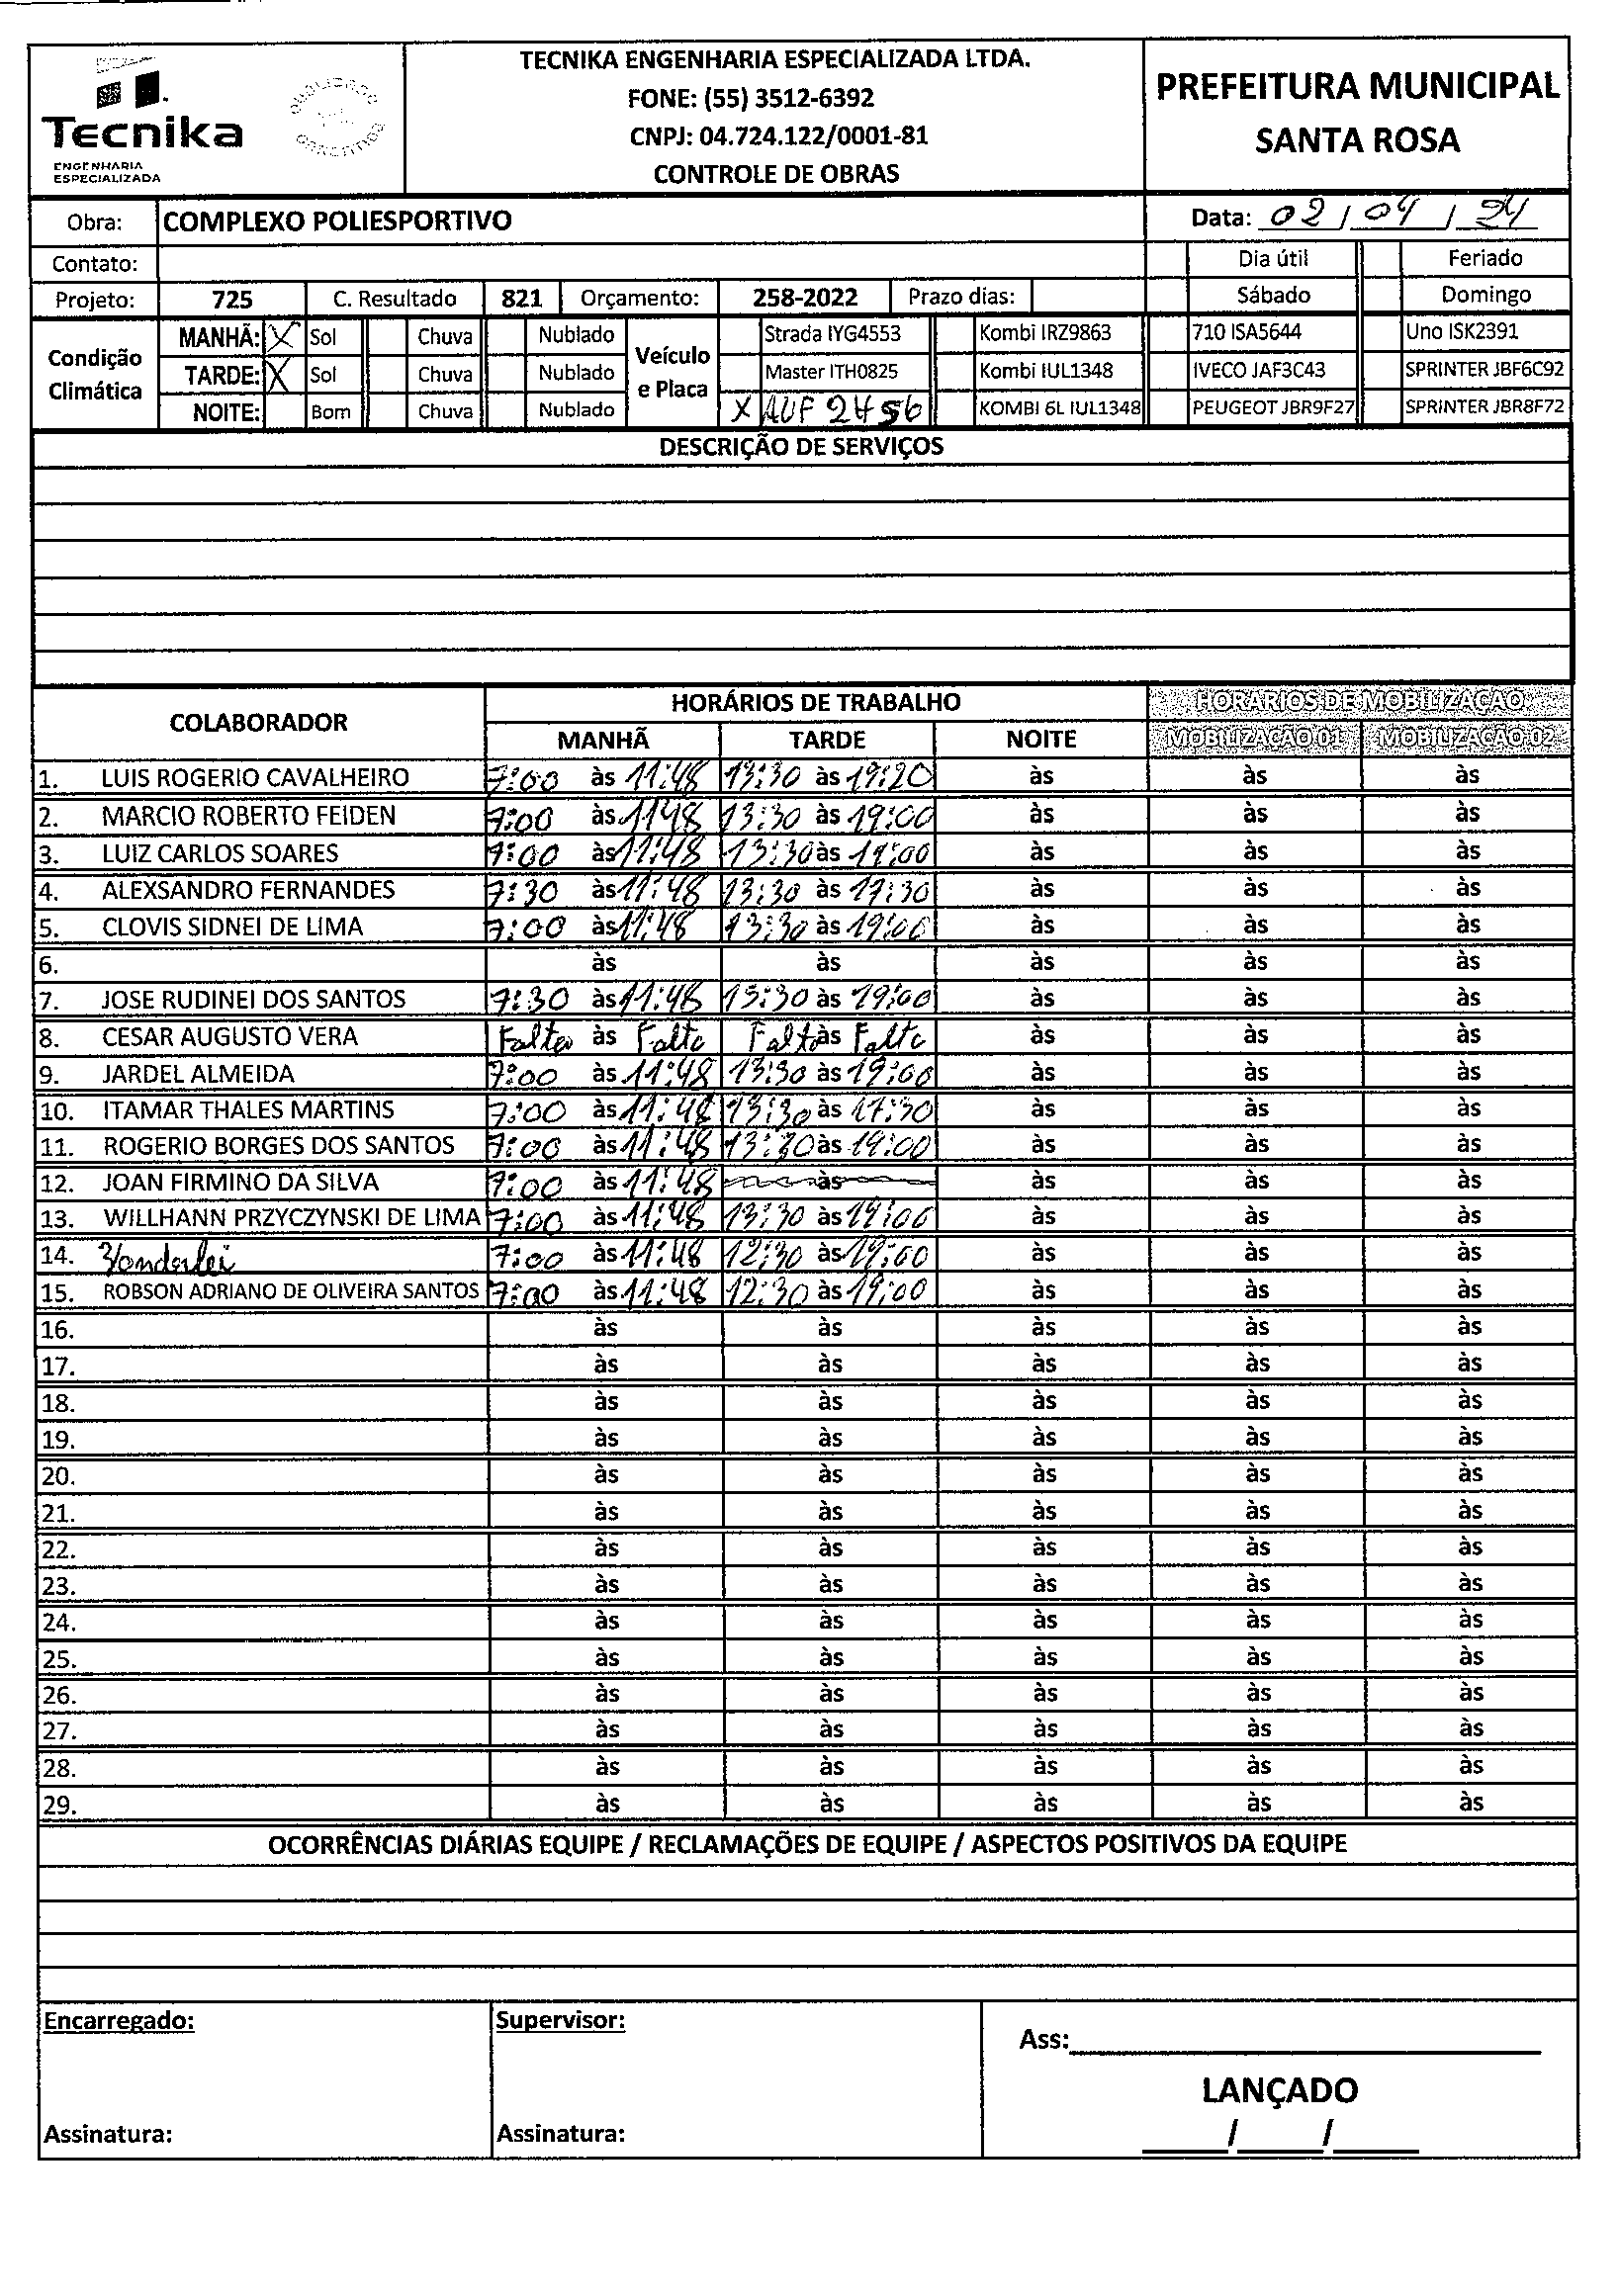 TECNIKA ENGENHARIA ESPECIALIZADA LTDA.
FONE: (55) 3512-6392
CNPJ: 04.724.122/0001-81
CONTROLE DE OBRAS
Tecnika
ENGENHARIA
ESPECIALIZADA
PREFEITURA MUNICIPAL
SANTA ROSA
Obra: COMPLEXO POLIESPORTIVO Data: 02/04/24
Contato: Dia útil Feriado
Projeto: 725 C. Resultado 821 Orçamento: 258-2022 Prazo dias: Sábado Domingo
Condição Climática
MANHÃ: X Sol Chuva Nublado
TARDE: X Sol Chuva Nublado
NOITE: Bom Chuva Nublado
Veículo e Placa
Strada IYG4553 Kombi IRZ9863 710 ISA5644 Uno ISK2391
Master ITH0825 Kombi IUL1348 IVECO JAF3C43 SPRINTER JBF6C92
X AUF 2456 KOMBI 6L IUL1348 PEUGEOT JBR9F27 SPRINTER JBR8F72
DESCRIÇÃO DE SERVIÇOS
COLABORADOR HORÁRIOS DE TRABALHO HORÁRIOS DE MOBILIZAÇÃO
MANHÃ TARDE NOITE MOBILIZAÇÃO 01 MOBILIZAÇÃO 02
1. LUIS ROGERIO CAVALHEIRO 7:00 às 11:48 13:30 às 19:20 às às às
2. MARCIO ROBERTO FEIDEN 7:00 às 1148 13:30 às 19:00 às às às
3. LUIZ CARLOS SOARES 7:00 às 11:48 13:30 às 19:00 às às às
4. ALEXSANDRO FERNANDES 7:30 às 11:48 13:30 às 17:30 às às às
5. CLOVIS SIDNEI DE LIMA 7:00 às 11:48 13:30 às 19:00 às às às
6. às às às às às
7. JOSE RUDINEI DOS SANTOS 7:30 às 11:48 13:30 às 19:00 às às às
8. CESAR AUGUSTO VERA Falta às Falta Falta às Falta às às às
9. JARDEL ALMEIDA 7:00 às 11:48 13:30 às 19:00 às às às
10. ITAMAR THALES MARTINS 7:00 às 11:48 13:30 às 17:30 às às às
11. ROGERIO BORGES DOS SANTOS 7:00 às 11:48 13:30 às 19:00 às às às
12. JOAN FIRMINO DA SILVA 7:00 às 11:48 às às às às
13. WILLHANN PRZYCZYNSKI DE LIMA 7:00 às 11:48 13:30 às 19:00 às às às
14. Vonderlei 7:00 às 11:48 12:30 às 19:00 às às às
15. ROBSON ADRIANO DE OLIVEIRA SANTOS 7:00 às 11:48 12:30 às 19:00 às às às
16. às às às às às
17. às às às às às
18. às às às às às
19. às às às às às
20. às às às às às
21. às às às às às
22. às às às às às
23. às às às às às
24. às às às às às
25. às às às às às
26. às às às às às
27. às às às às às
28. às às às às às
29. às às às às às
OCORRÊNCIAS DIÁRIAS EQUIPE / RECLAMAÇÕES DE EQUIPE / ASPECTOS POSITIVOS DA EQUIPE
Encarregado: Supervisor:
Ass:
LANÇADO
Assinatura: Assinatura: / /